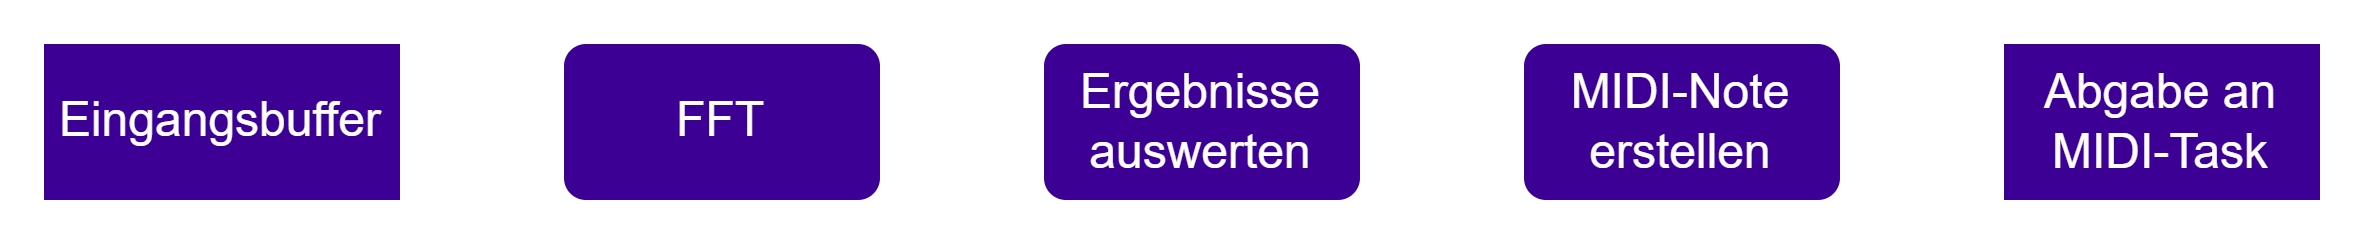 Eingangsbuffer
FFT
Ergebnisse
auswerten
MIDI-Note
erstellen
Abgabe an
MIDI-Task